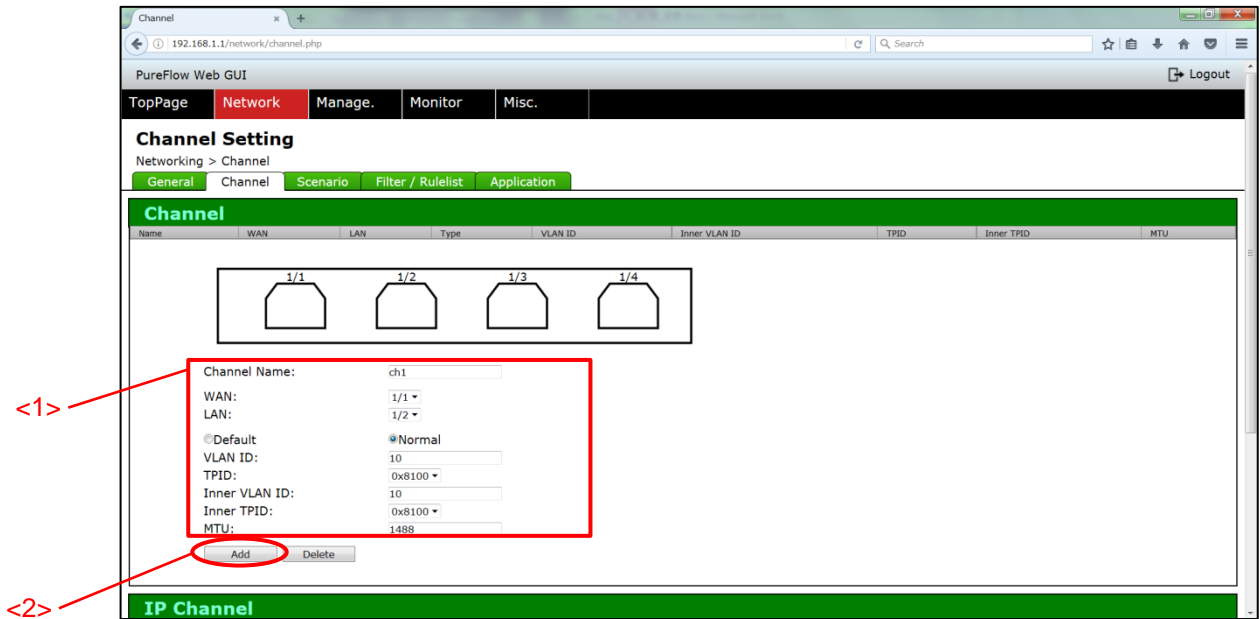 Channel × +
192.168.1.1/network/channel.php Search
PureFlow Web GUI Logout
TopPage Network Manage. Monitor Misc.
Channel Setting
Networking > Channel
General Channel Scenario Filter / Rulelist Application
Channel
Name WAN LAN Type VLAN ID Inner VLAN ID TPID Inner TPID MTU
1/1 1/2 1/3 1/4
Channel Name: ch1
WAN: 1/1
<1>
LAN: 1/2
Default Normal
VLAN ID: 10
TPID: 0x8100
Inner VLAN ID: 10
Inner TPID: 0x8100
MTU: 1488
Add Delete
<2>
IP Channel